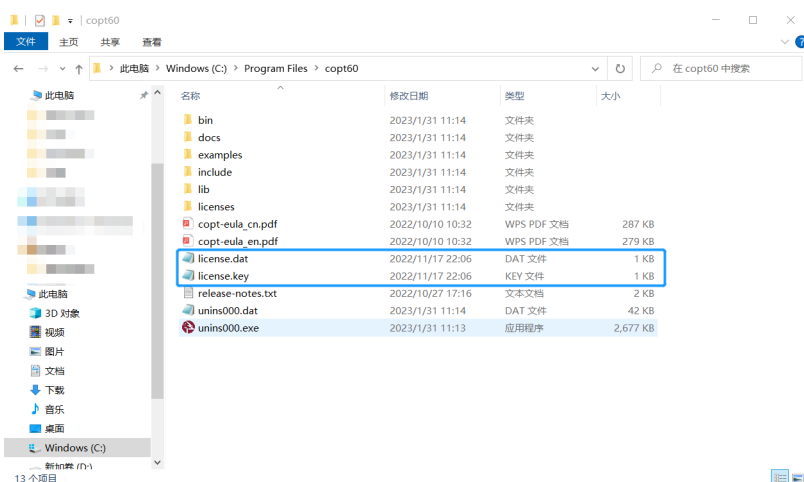 copt60
文件 主页 共享 查看
此电脑 > Windows (C:) > Program Files > copt60 在 copt60 中搜索
此电脑
3D 对象
视频
图片
文档
下载
音乐
桌面
Windows (C:)
新加卷 (D:)
名称 修改日期 类型 大小
bin 2023/1/31 11:14 文件夹
docs 2023/1/31 11:14 文件夹
examples 2023/1/31 11:14 文件夹
include 2023/1/31 11:14 文件夹
lib 2023/1/31 11:14 文件夹
licenses 2023/1/31 11:14 文件夹
copt-eula_cn.pdf 2022/10/10 10:32 WPS PDF 文档 287 KB
copt-eula_en.pdf 2022/10/10 10:32 WPS PDF 文档 279 KB
license.dat 2022/11/17 22:06 DAT 文件 1 KB
license.key 2022/11/17 22:06 KEY 文件 1 KB
release-notes.txt 2022/10/27 17:16 文本文档 2 KB
unins000.dat 2023/1/31 11:14 DAT 文件 42 KB
unins000.exe 2023/1/31 11:13 应用程序 2,677 KB
13 个项目